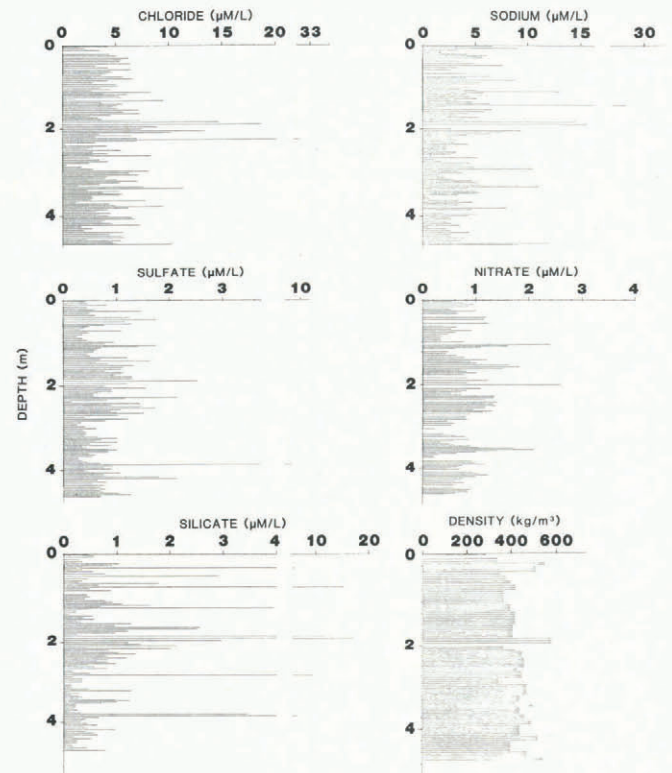 CHLORIDE (µM/L)
0 5 10 15 20 33
0
2
4
SODIUM (µM/L)
0 5 10 15 30
0
2
4
SULFATE (µM/L)
0 1 2 3 10
0
2
4
NITRATE (µM/L)
0 1 2 3 4
0
2
4
DEPTH (m)
SILICATE (µM/L)
0 1 2 3 4 10 20
0
2
4
DENSITY (kg/m³)
0 200 400 600
0
2
4